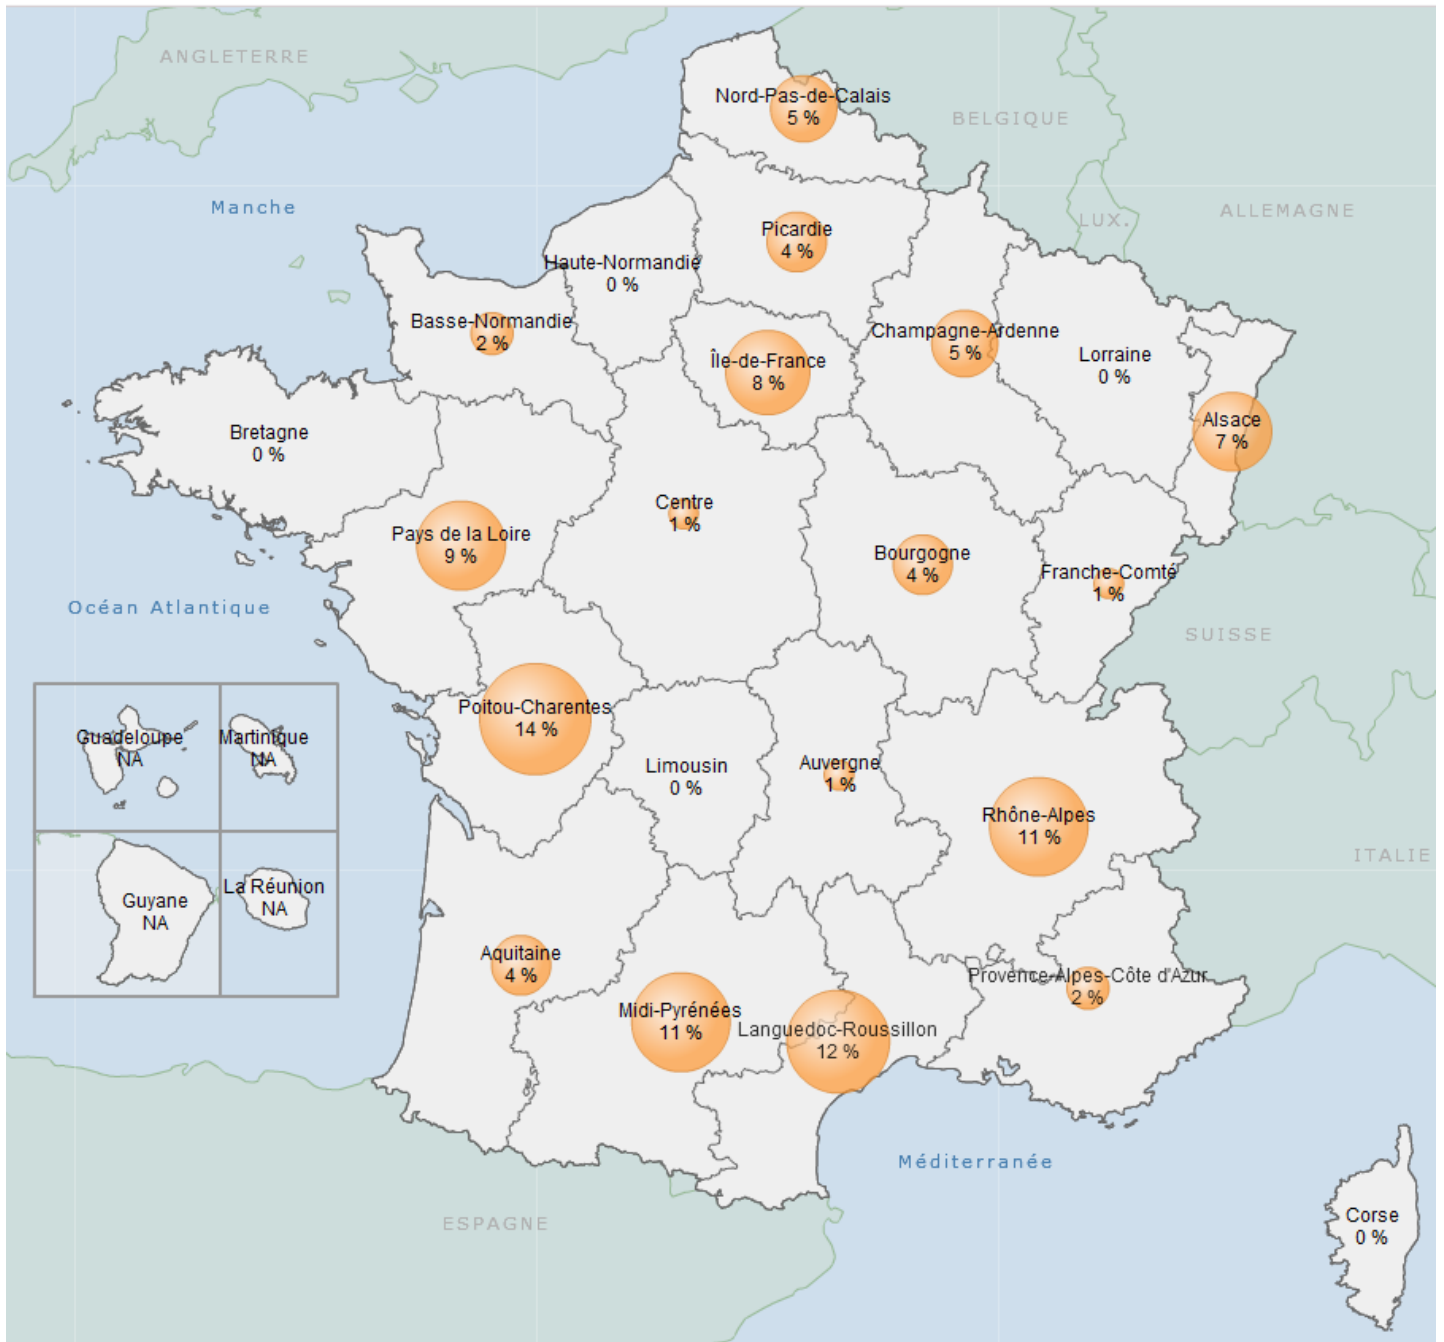 ANGLETERRE
Nord-Pas-de-Calais
5 %
BELGIQUE
Manche
Picardie
4 %
LUX.
ALLEMAGNE
Haute-Normandie
0 %
Basse-Normandie
2 %
Île-de-France
8 %
Champagne-Ardenne
5 %
Lorraine
0 %
Alsace
7 %
Bretagne
0 %
Pays de la Loire
9 %
Centre
1 %
Bourgogne
4 %
Franche-Comté
1 %
Océan Atlantique
SUISSE
Poitou-Charentes
14 %
Guadeloupe
NA
Martinique
NA
Limousin
0 %
Auvergne
1 %
Rhône-Alpes
11 %
ITALIE
Guyane
NA
La Réunion
NA
Aquitaine
4 %
Midi-Pyrénées
11 %
Languedoc-Roussillon
12 %
Provence-Alpes-Côte d'Azur
2 %
Méditerranée
ESPAGNE
Corse
0 %